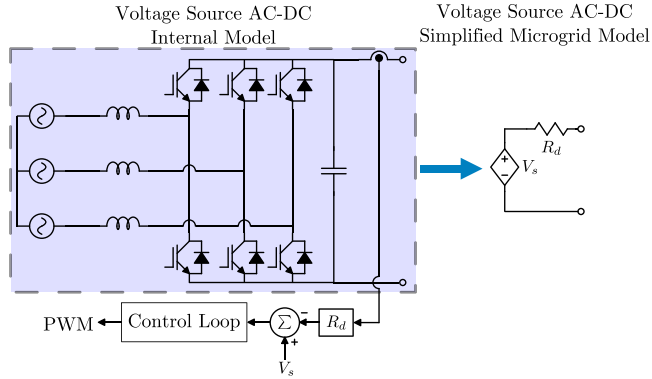 Voltage Source AC-DC
Internal Model
Voltage Source AC-DC
Simplified Microgrid Model
R_d
+
−
V_s
PWM
Control Loop
Σ
−
+
R_d
V_s